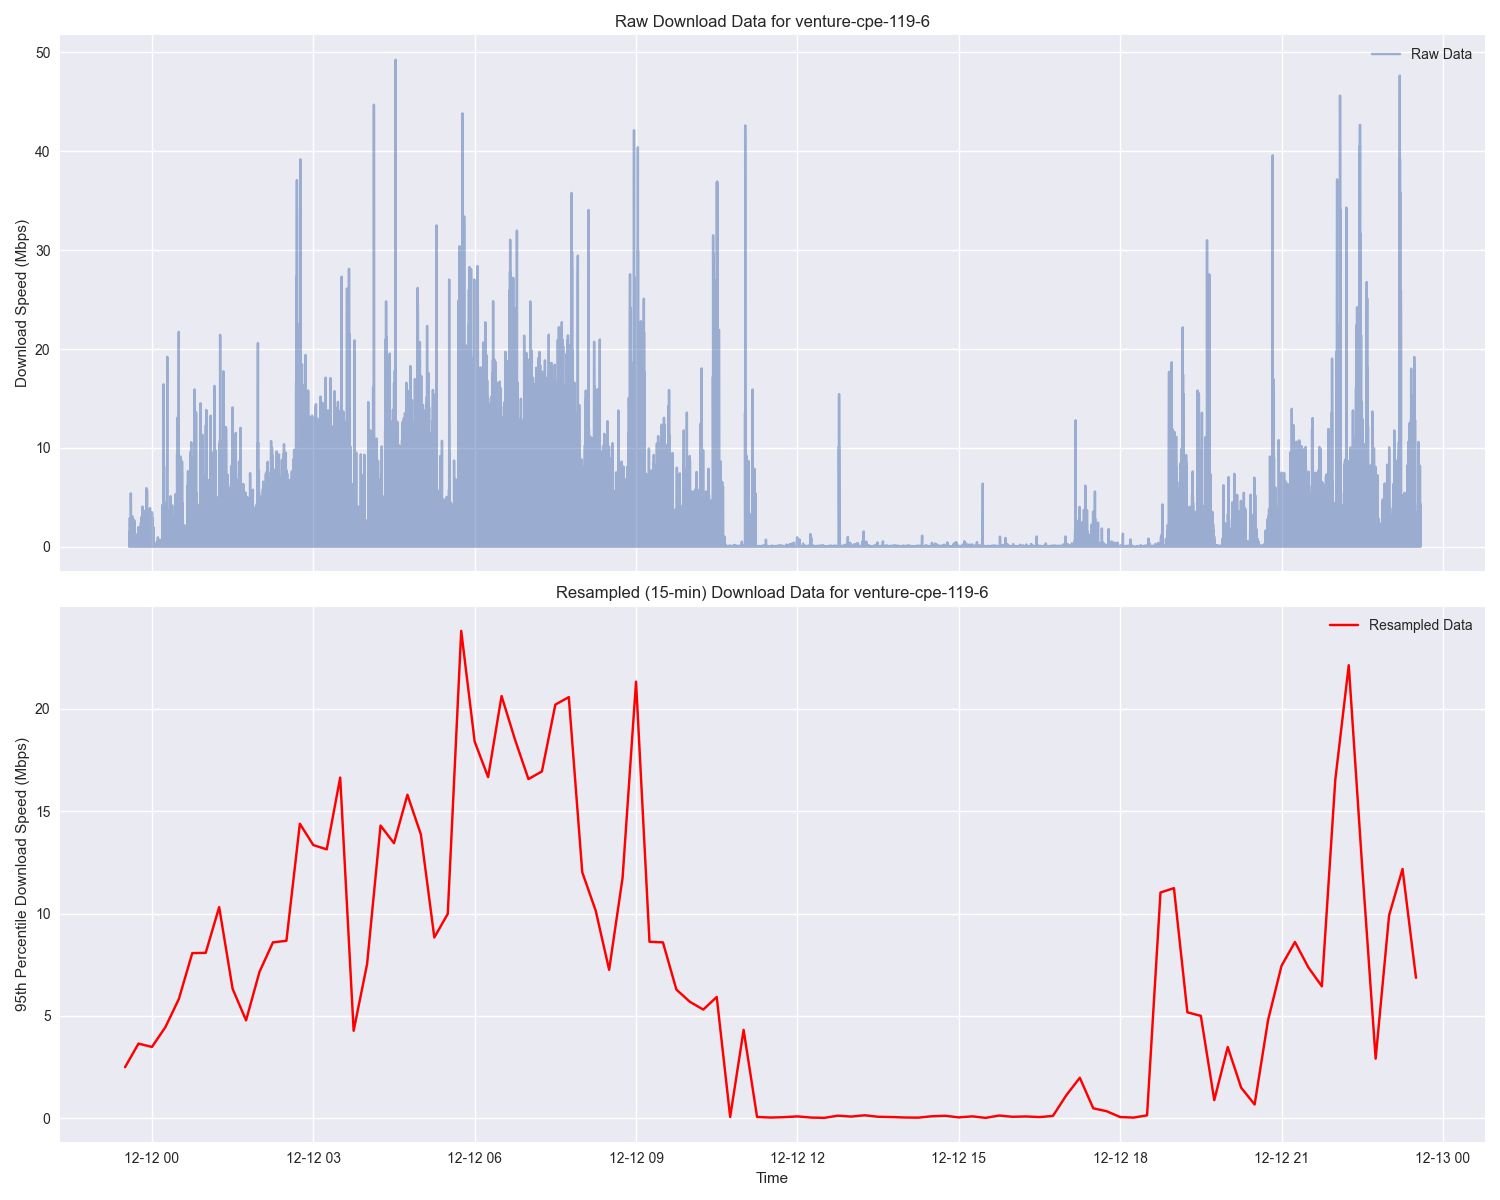 Raw Download Data for venture-cpe-119-6
Raw Data
Download Speed (Mbps)
50
40
30
20
10
0
Resampled (15-min) Download Data for venture-cpe-119-6
Resampled Data
95th Percentile Download Speed (Mbps)
20
15
10
5
0
12-12 00 12-12 03 12-12 06 12-12 09 12-12 12 12-12 15 12-12 18 12-12 21 12-13 00
Time